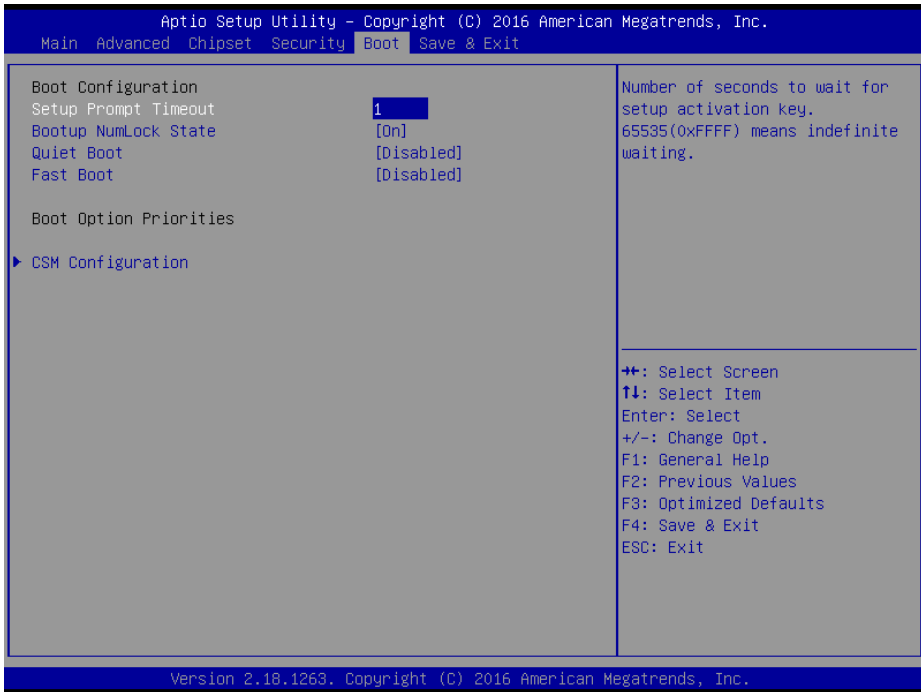 Aptio Setup Utility – Copyright (C) 2016 American Megatrends, Inc.
Main Advanced Chipset Security Boot Save & Exit
Boot Configuration
Setup Prompt Timeout 1
Bootup NumLock State [On]
Quiet Boot [Disabled]
Fast Boot [Disabled]
Boot Option Priorities
CSM Configuration
Number of seconds to wait for
setup activation key.
65535(0xFFFF) means indefinite
waiting.
→←: Select Screen
↑↓: Select Item
Enter: Select
+/-: Change Opt.
F1: General Help
F2: Previous Values
F3: Optimized Defaults
F4: Save & Exit
ESC: Exit
Version 2.18.1263. Copyright (C) 2016 American Megatrends, Inc.